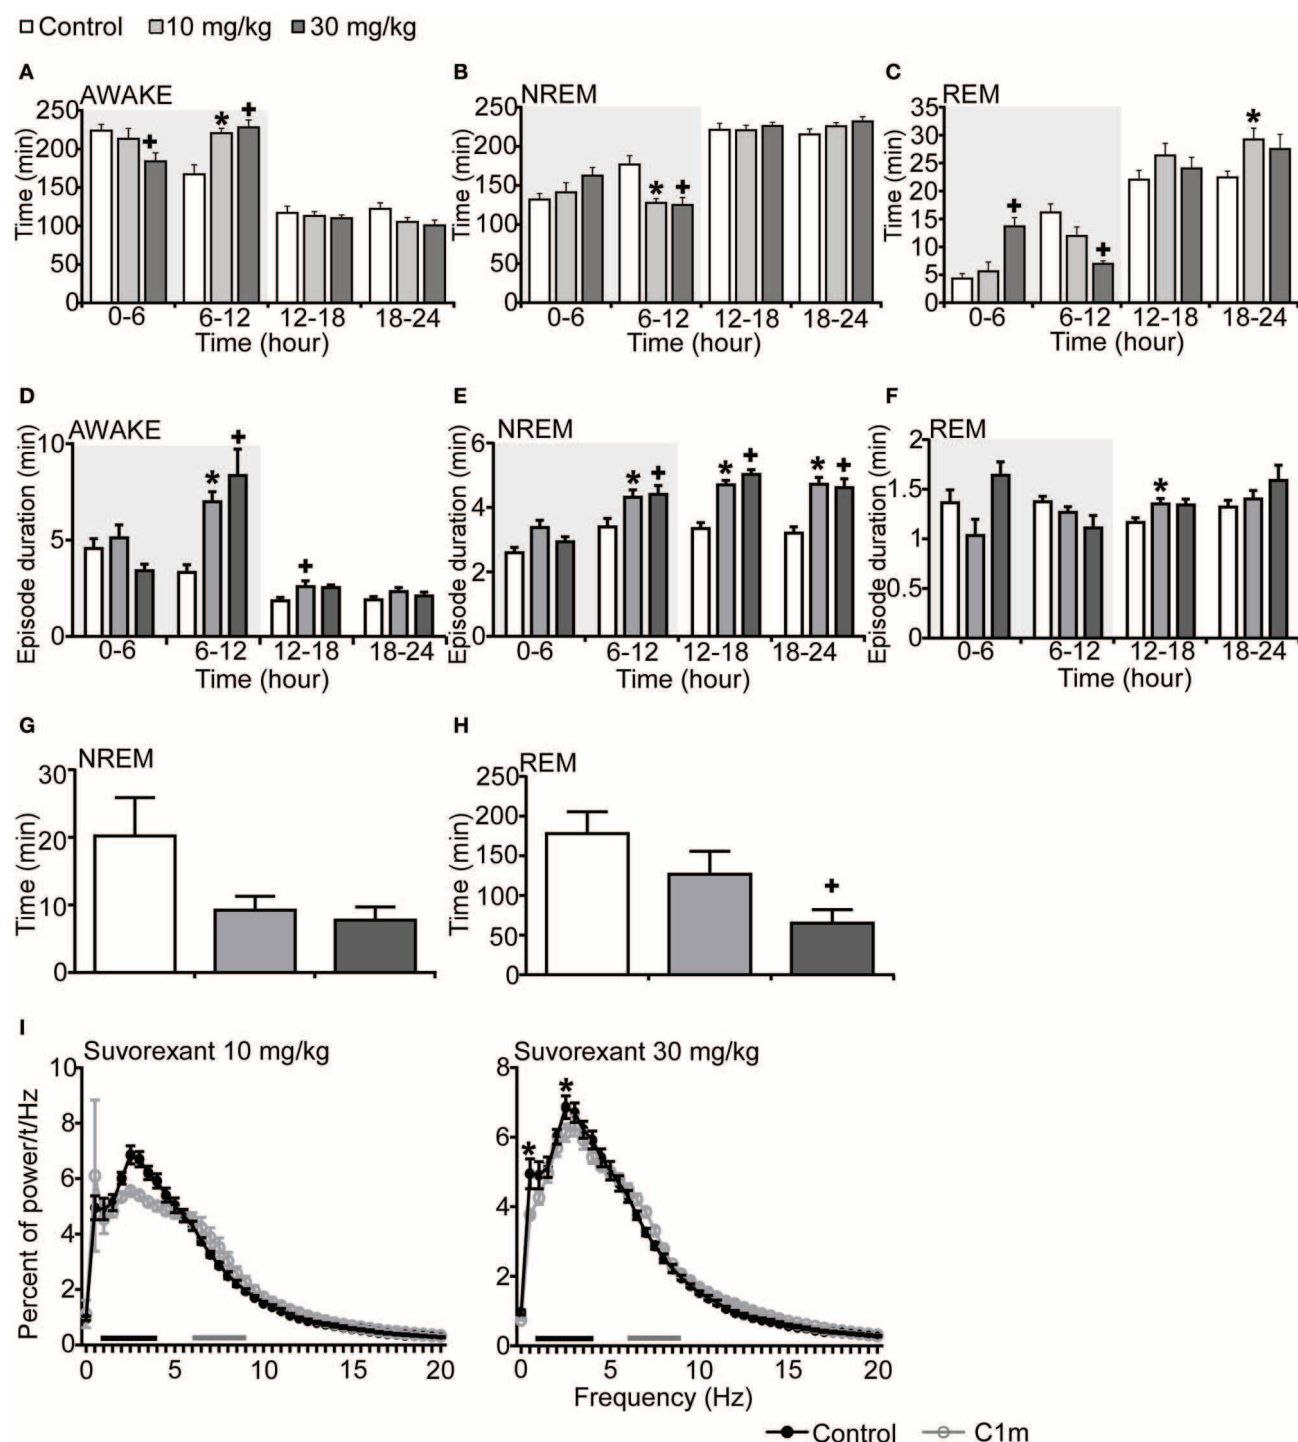 Control 10 mg/kg 30 mg/kg
A
AWAKE
Time (min)
250
200
150
100
50
0
* + +
0-6 6-12 12-18 18-24
Time (hour)
B
NREM
Time (min)
250
200
150
100
50
0
* +
0-6 6-12 12-18 18-24
Time (hour)
C
REM
Time (min)
35
30
25
20
15
10
5
0
+ + *
0-6 6-12 12-18 18-24
Time (hour)
D
AWAKE
Episode duration (min)
10
5
0
* + +
0-6 6-12 12-18 18-24
Time (hour)
E
NREM
Episode duration (min)
6
4
2
0
* + * + * +
0-6 6-12 12-18 18-24
Time (hour)
F
REM
Episode duration (min)
2
1.5
1
0.5
0
*
0-6 6-12 12-18 18-24
Time (hour)
G
NREM
Time (min)
30
20
10
0
H
REM
Time (min)
250
200
150
100
50
0
+
I
Suvorexant 10 mg/kg
Percent of power/t/Hz
10
8
6
4
2
0
0 5 10 15 20
Suvorexant 30 mg/kg
8
6
4
2
0
* *
0 5 10 15 20
Frequency (Hz)
Control C1m